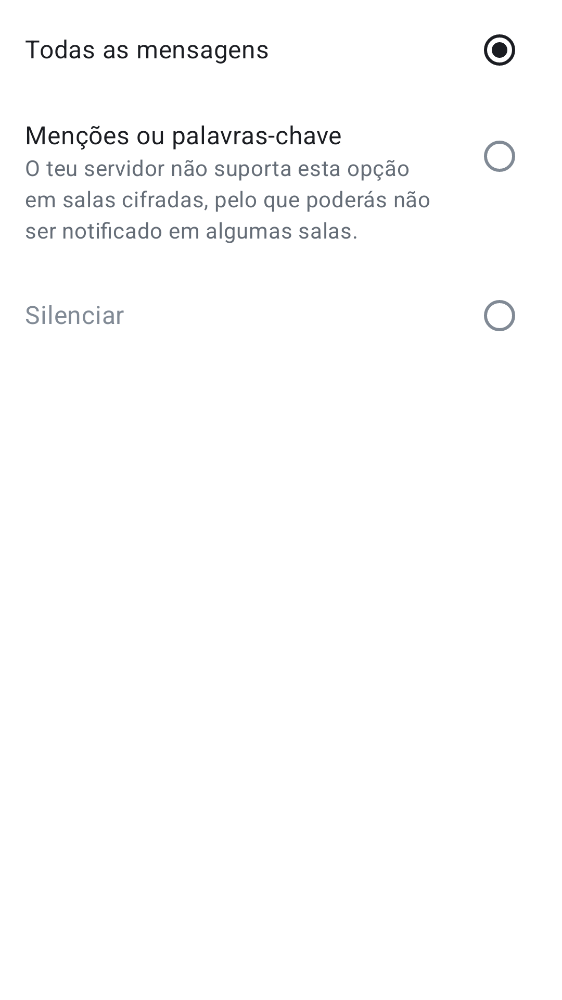 Todas as mensagens
Menções ou palavras-chave
O teu servidor não suporta esta opção
em salas cifradas, pelo que poderás não
ser notificado em algumas salas.
Silenciar